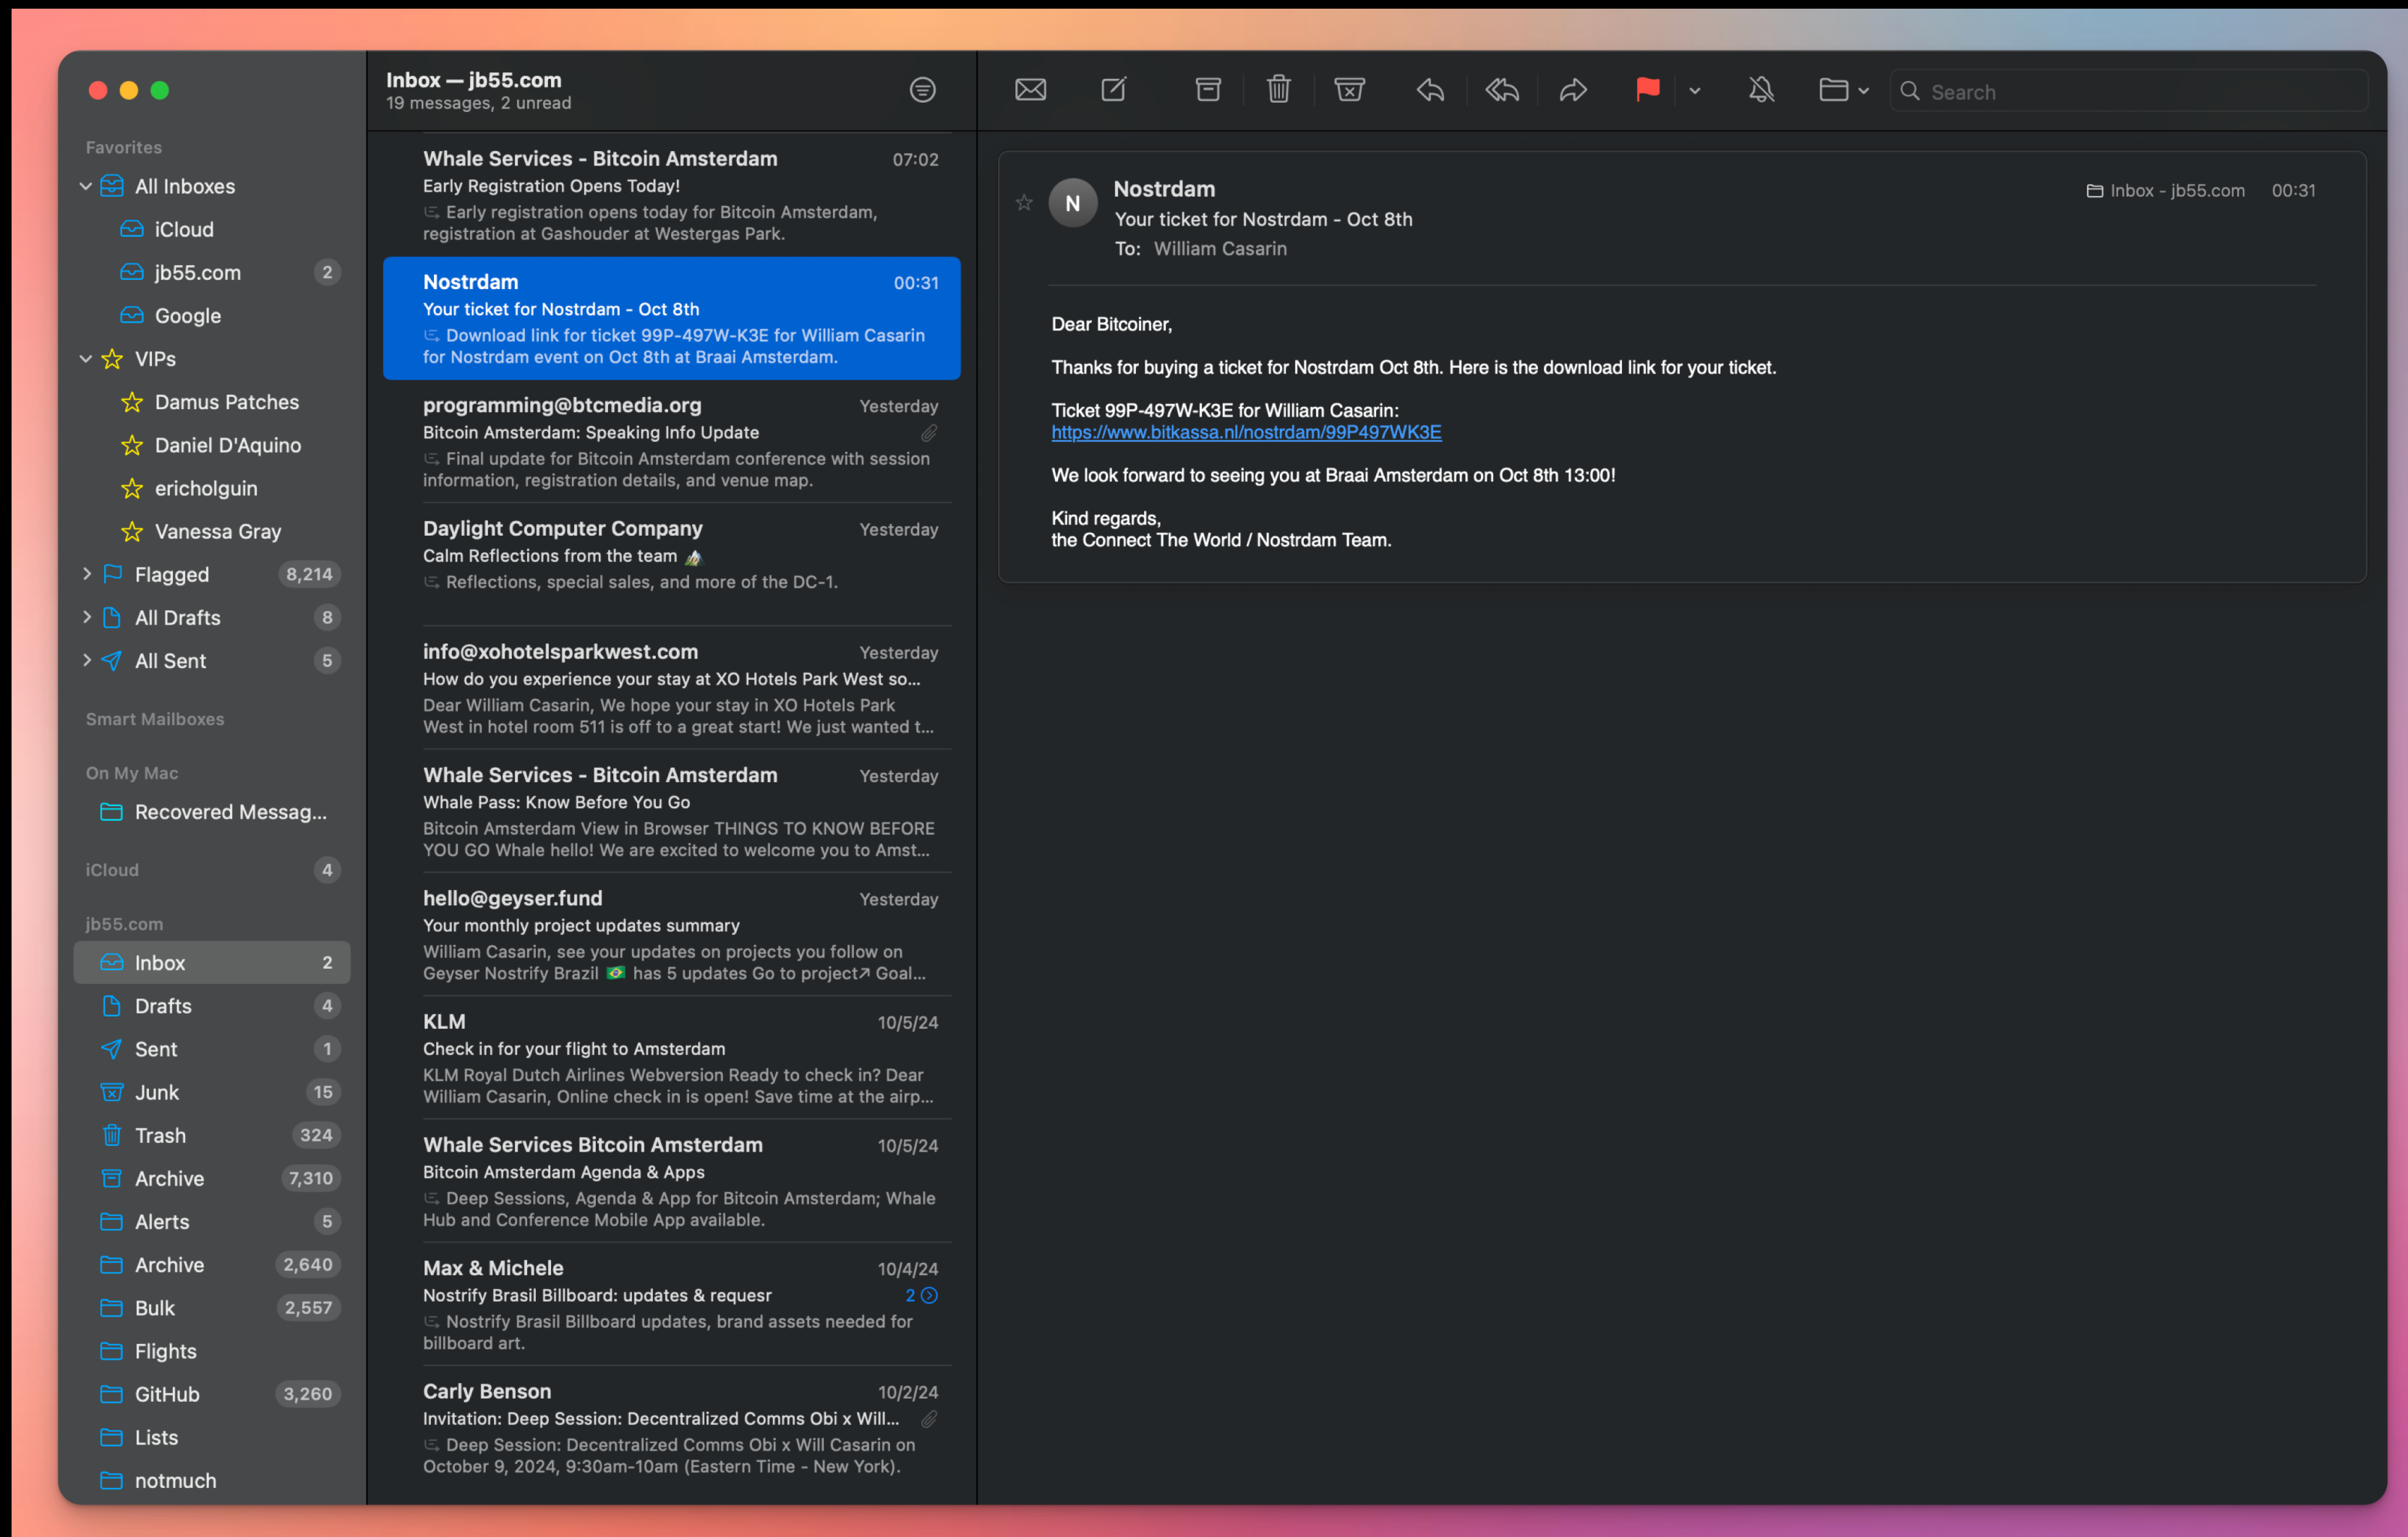 Favorites
All Inboxes
iCloud
jb55.com 2
Google
VIPs
Damus Patches
Daniel D'Aquino
ericholguin
Vanessa Gray
Flagged 8,214
All Drafts 8
All Sent 5
Smart Mailboxes
On My Mac
Recovered Messag...
iCloud 4
jb55.com
Inbox 2
Drafts 4
Sent 1
Junk 15
Trash 324
Archive 7,310
Alerts 5
Archive 2,640
Bulk 2,557
Flights
GitHub 3,260
Lists
notmuch
Inbox — jb55.com
19 messages, 2 unread
Whale Services - Bitcoin Amsterdam 07:02
Early Registration Opens Today!
Early registration opens today for Bitcoin Amsterdam,
registration at Gashouder at Westergas Park.
Nostrdam 00:31
Your ticket for Nostrdam - Oct 8th
Download link for ticket 99P-497W-K3E for William Casarin
for Nostrdam event on Oct 8th at Braai Amsterdam.
programming@btcmedia.org Yesterday
Bitcoin Amsterdam: Speaking Info Update
Final update for Bitcoin Amsterdam conference with session
information, registration details, and venue map.
Daylight Computer Company Yesterday
Calm Reflections from the team 🏔️
Reflections, special sales, and more of the DC-1.
info@xohotelsparkwest.com Yesterday
How do you experience your stay at XO Hotels Park West so...
Dear William Casarin, We hope your stay in XO Hotels Park
West in hotel room 511 is off to a great start! We just wanted t...
Whale Services - Bitcoin Amsterdam Yesterday
Whale Pass: Know Before You Go
Bitcoin Amsterdam View in Browser THINGS TO KNOW BEFORE
YOU GO Whale hello! We are excited to welcome you to Amst...
hello@geyser.fund Yesterday
Your monthly project updates summary
William Casarin, see your updates on projects you follow on
Geyser Nostrify Brazil 🇧🇷 has 5 updates Go to project↗ Goal...
KLM 10/5/24
Check in for your flight to Amsterdam
KLM Royal Dutch Airlines Webversion Ready to check in? Dear
William Casarin, Online check in is open! Save time at the airp...
Whale Services Bitcoin Amsterdam 10/5/24
Bitcoin Amsterdam Agenda & Apps
Deep Sessions, Agenda & App for Bitcoin Amsterdam; Whale
Hub and Conference Mobile App available.
Max & Michele 10/4/24
Nostrify Brasil Billboard: updates & requesr 2
Nostrify Brasil Billboard updates, brand assets needed for
billboard art.
Carly Benson 10/2/24
Invitation: Deep Session: Decentralized Comms Obi x Will...
Deep Session: Decentralized Comms Obi x Will Casarin on
October 9, 2024, 9:30am-10am (Eastern Time - New York).
Search
N
Nostrdam
Inbox - jb55.com 00:31
Your ticket for Nostrdam - Oct 8th
To: William Casarin
Dear Bitcoiner,
Thanks for buying a ticket for Nostrdam Oct 8th. Here is the download link for your ticket.
Ticket 99P-497W-K3E for William Casarin:
https://www.bitkassa.nl/nostrdam/99P497WK3E
We look forward to seeing you at Braai Amsterdam on Oct 8th 13:00!
Kind regards,
the Connect The World / Nostrdam Team.